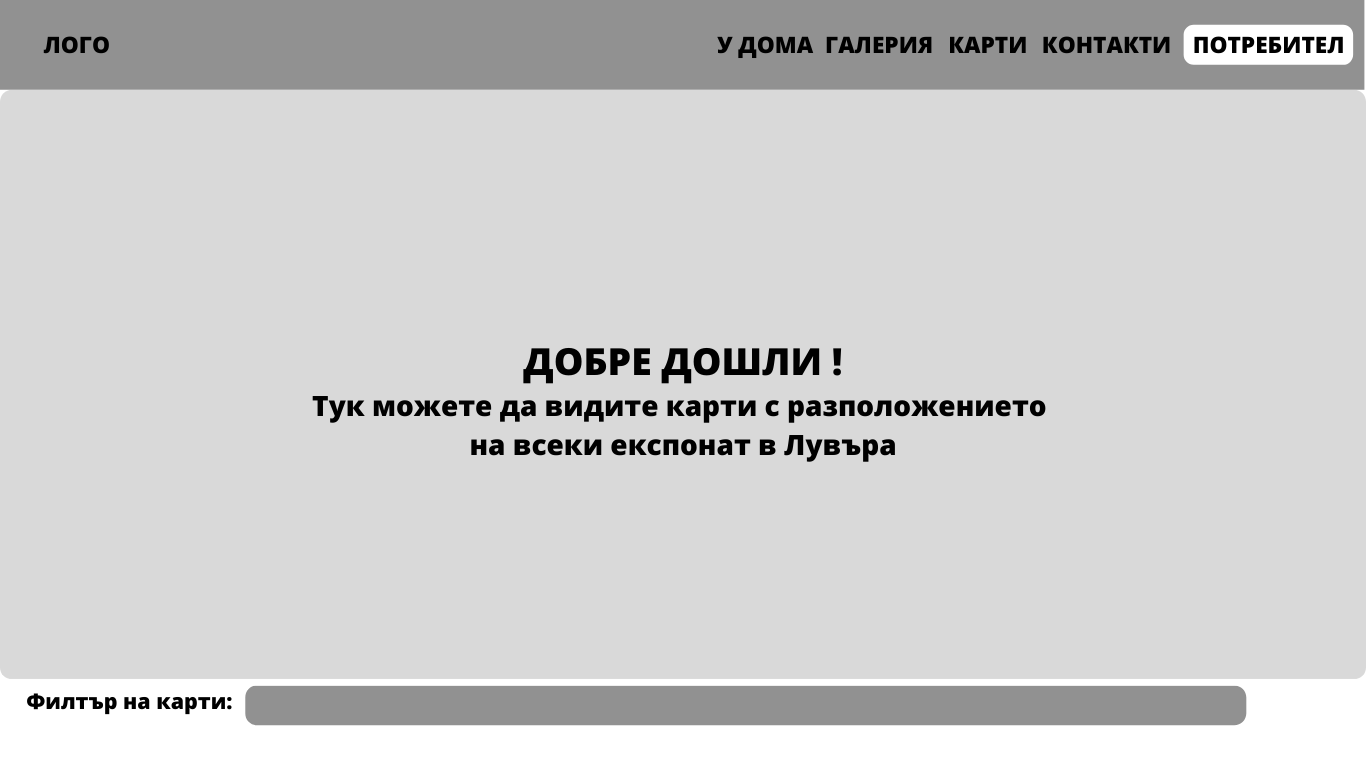 ЛОГО
У ДОМА ГАЛЕРИЯ КАРТИ КОНТАКТИ ПОТРЕБИТЕЛ
ДОБРЕ ДОШЛИ !
Тук можете да видите карти с разположението
на всеки експонат в Лувъра
Филтър на карти: